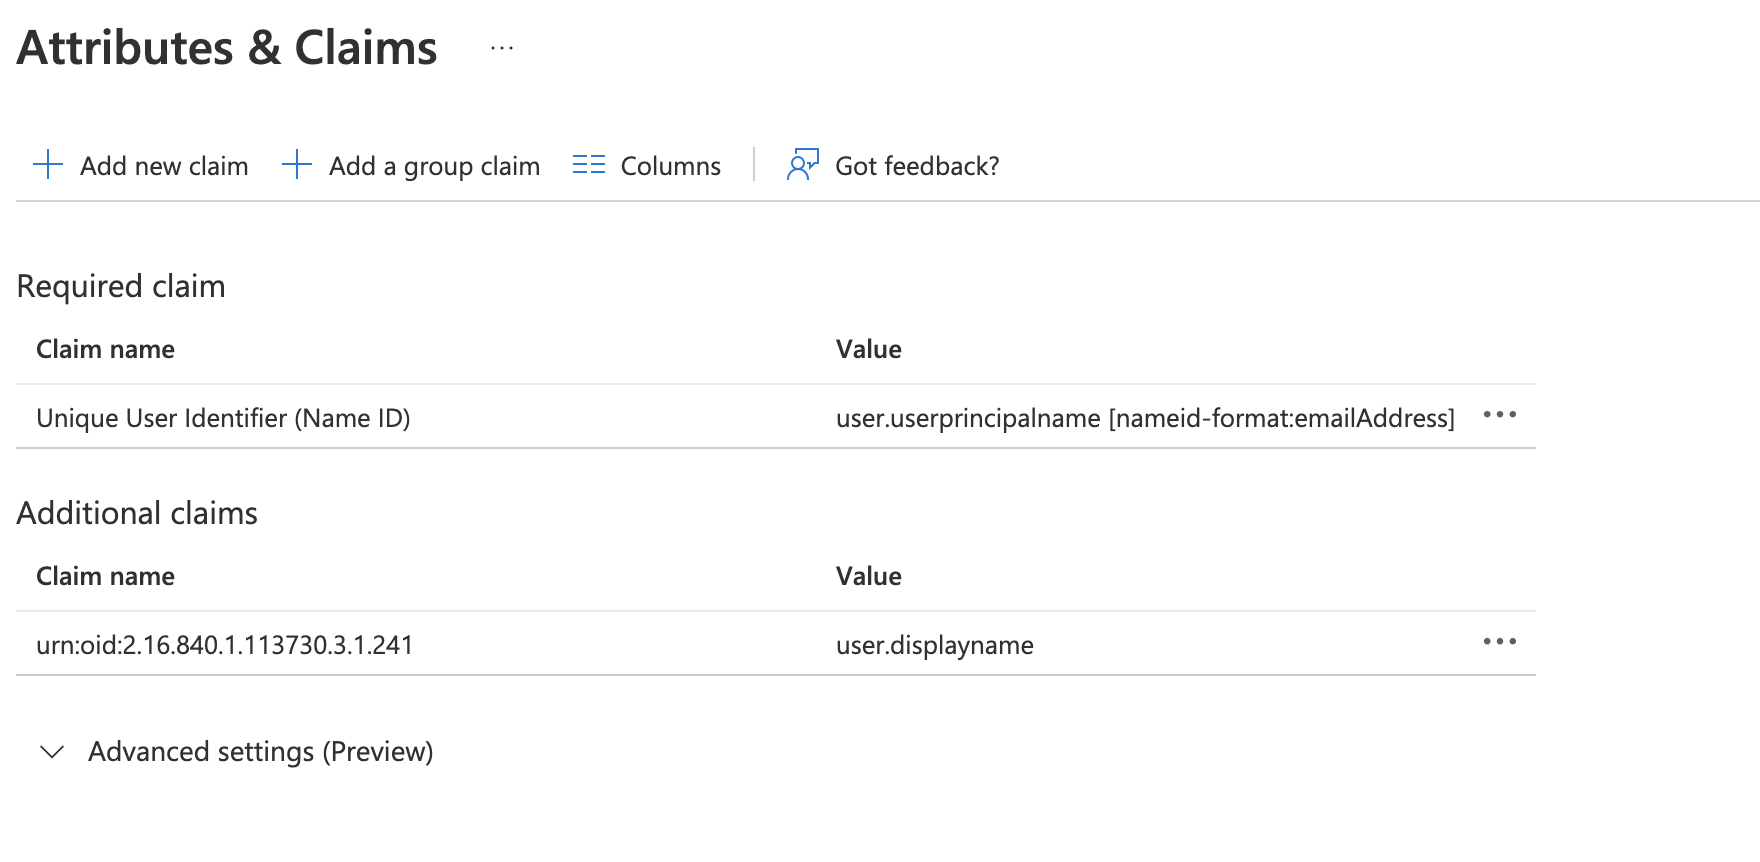 Attributes & Claims ...
Add new claim Add a group claim Columns Got feedback?
Required claim
Claim name Value
Unique User Identifier (Name ID) user.userprincipalname [nameid-format:emailAddress] •••
Additional claims
Claim name Value
urn:oid:2.16.840.1.113730.3.1.241 user.displayname •••
Advanced settings (Preview)